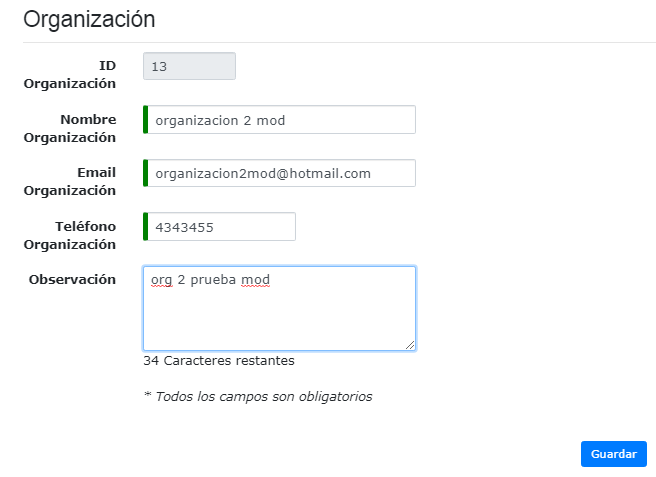 Organización
ID
Organización
13
Nombre
Organización
organizacion 2 mod
Email
Organización
organizacion2mod@hotmail.com
Teléfono
Organización
4343455
Observación
org 2 prueba mod
34 Caracteres restantes
* Todos los campos son obligatorios
Guardar